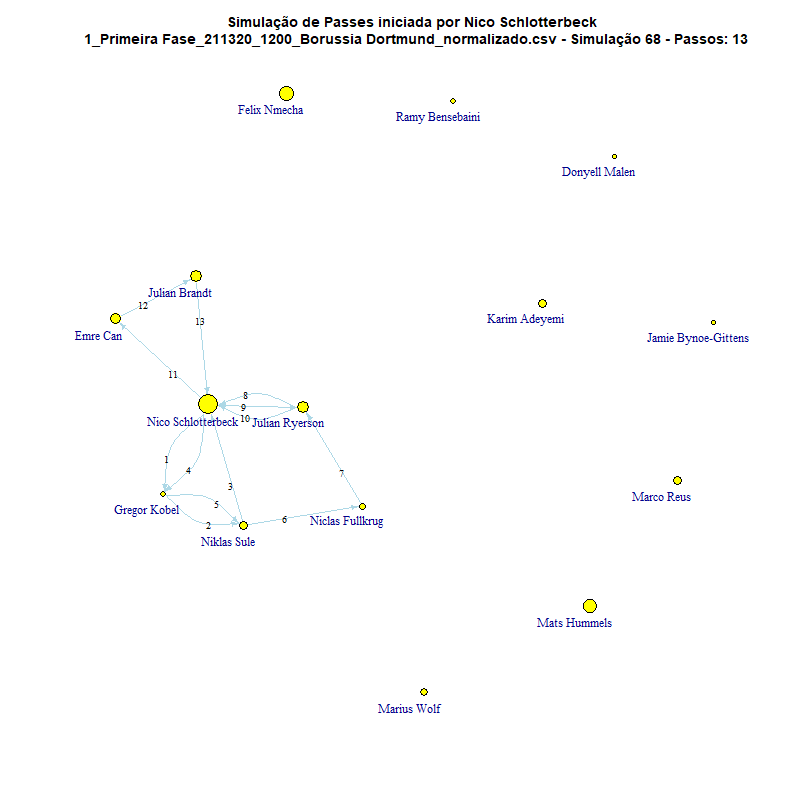 Simulação de Passes iniciada por Nico Schlotterbeck
1_Primeira Fase_211320_1200_Borussia Dortmund_normalizado.csv - Simulação 68 - Passos: 13
Felix Nmecha
Ramy Bensebaini
Donyell Malen
Julian Brandt
12
13
Emre Can
Karim Adeyemi
Jamie Bynoe-Gittens
11
8
9
10
Nico Schlotterbeck
Julian Ryerson
1
4
7
3
Marco Reus
Gregor Kobel
5
2
6
Niclas Fullkrug
Niklas Sule
Mats Hummels
Marius Wolf